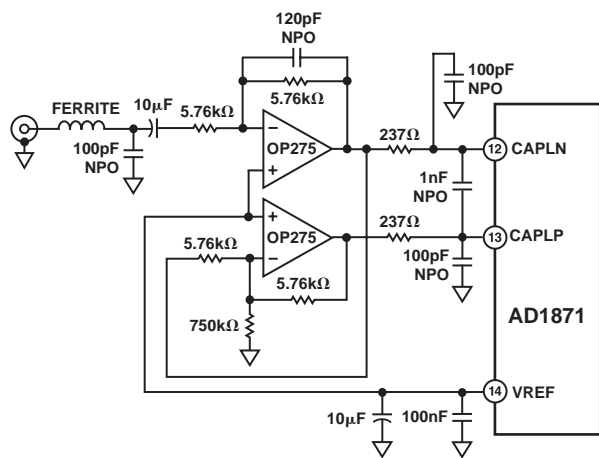 120pF
NPO
5.76kΩ
FERRITE
10μF
5.76kΩ
100pF
NPO
OP275
237Ω
100pF
NPO
12
CAPLN
1nF
NPO
OP275
237Ω
13
CAPLP
5.76kΩ
5.76kΩ
100pF
NPO
750kΩ
AD1871
14
VREF
10μF
100nF